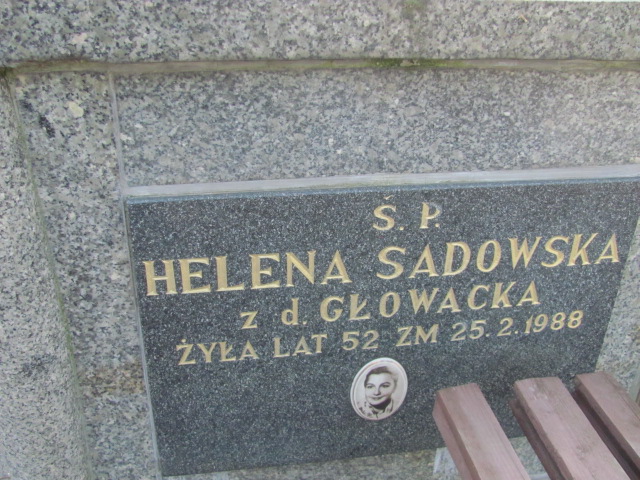 Ś. P.
HELENA SADOWSKA
z d. GŁOWACKA
ŻYŁA LAT 52 ZM 25. 2. 1988